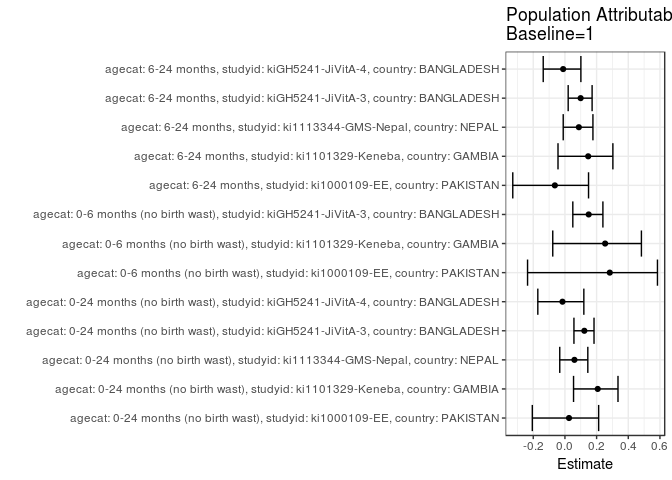 Population Attributab
Baseline=1
agecat: 6-24 months, studyid: kiGH5241-JiVitA-4, country: BANGLADESH
agecat: 6-24 months, studyid: kiGH5241-JiVitA-3, country: BANGLADESH
agecat: 6-24 months, studyid: ki1113344-GMS-Nepal, country: NEPAL
agecat: 6-24 months, studyid: ki1101329-Keneba, country: GAMBIA
agecat: 6-24 months, studyid: ki1000109-EE, country: PAKISTAN
agecat: 0-6 months (no birth wast), studyid: kiGH5241-JiVitA-3, country: BANGLADESH
agecat: 0-6 months (no birth wast), studyid: ki1101329-Keneba, country: GAMBIA
agecat: 0-6 months (no birth wast), studyid: ki1000109-EE, country: PAKISTAN
agecat: 0-24 months (no birth wast), studyid: kiGH5241-JiVitA-4, country: BANGLADESH
agecat: 0-24 months (no birth wast), studyid: kiGH5241-JiVitA-3, country: BANGLADESH
agecat: 0-24 months (no birth wast), studyid: ki1113344-GMS-Nepal, country: NEPAL
agecat: 0-24 months (no birth wast), studyid: ki1101329-Keneba, country: GAMBIA
agecat: 0-24 months (no birth wast), studyid: ki1000109-EE, country: PAKISTAN
-0.2 0.0 0.2 0.4 0.6
Estimate